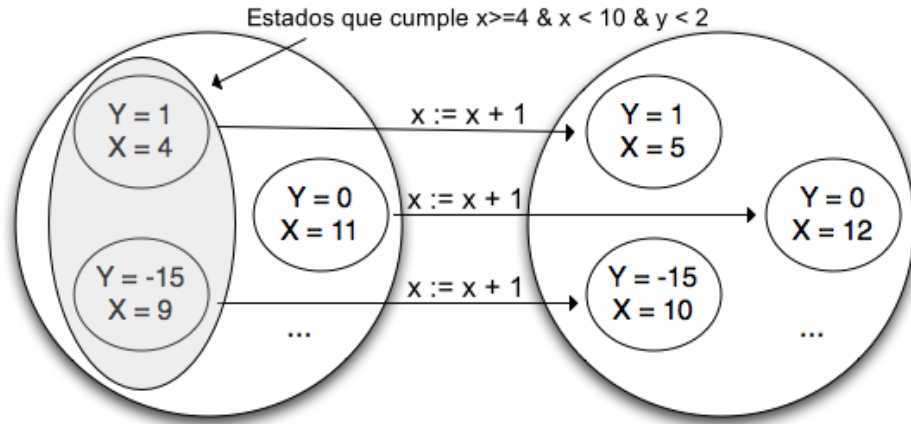 Estados que cumple x>=4 & x < 10 & y < 2
Y = 1
X = 4
x := x + 1
Y = 1
X = 5
Y = 0
X = 11
x := x + 1
Y = 0
X = 12
Y = -15
X = 9
x := x + 1
Y = -15
X = 10
...
...